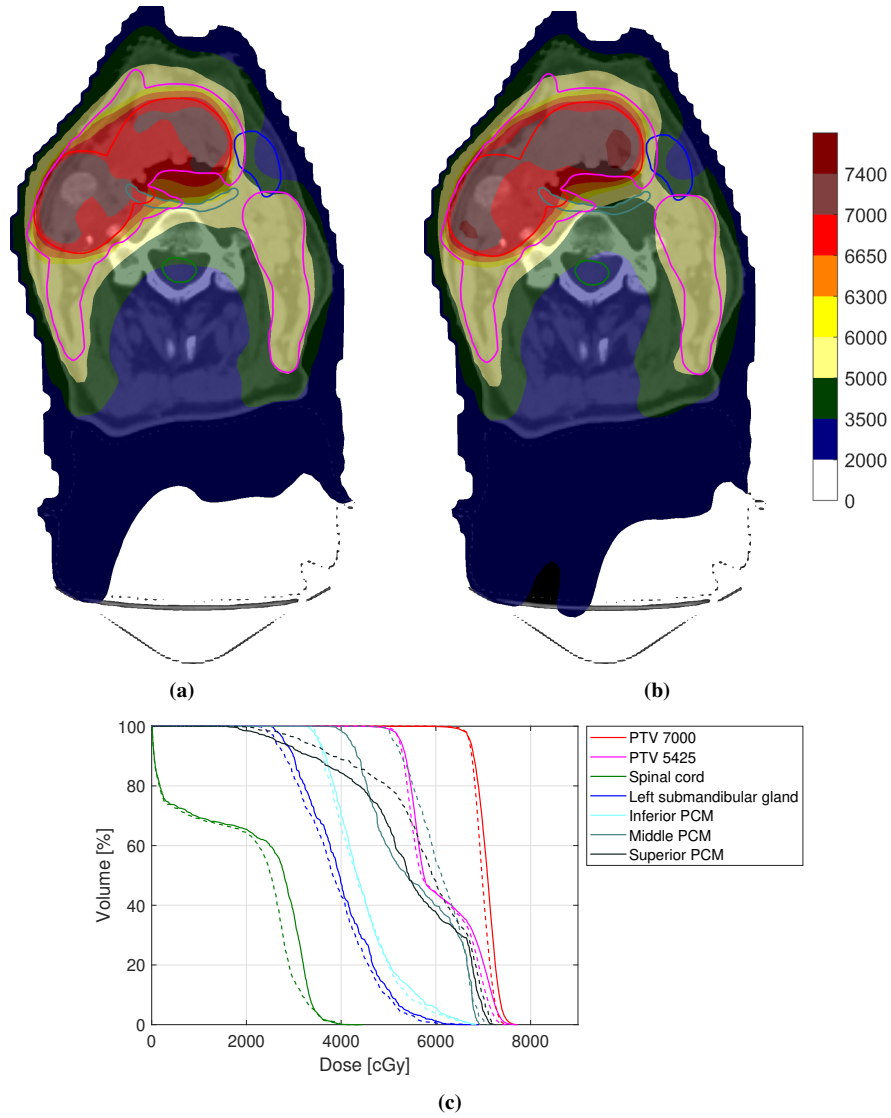 7400
7000
6650
6300
6000
5000
3500
2000
0
(a)
(b)
100
80
60
40
20
0
Volume [%]
0
2000
4000
6000
8000
Dose [cGy]
PTV 7000
PTV 5425
Spinal cord
Left submandibular gland
Inferior PCM
Middle PCM
Superior PCM
(c)